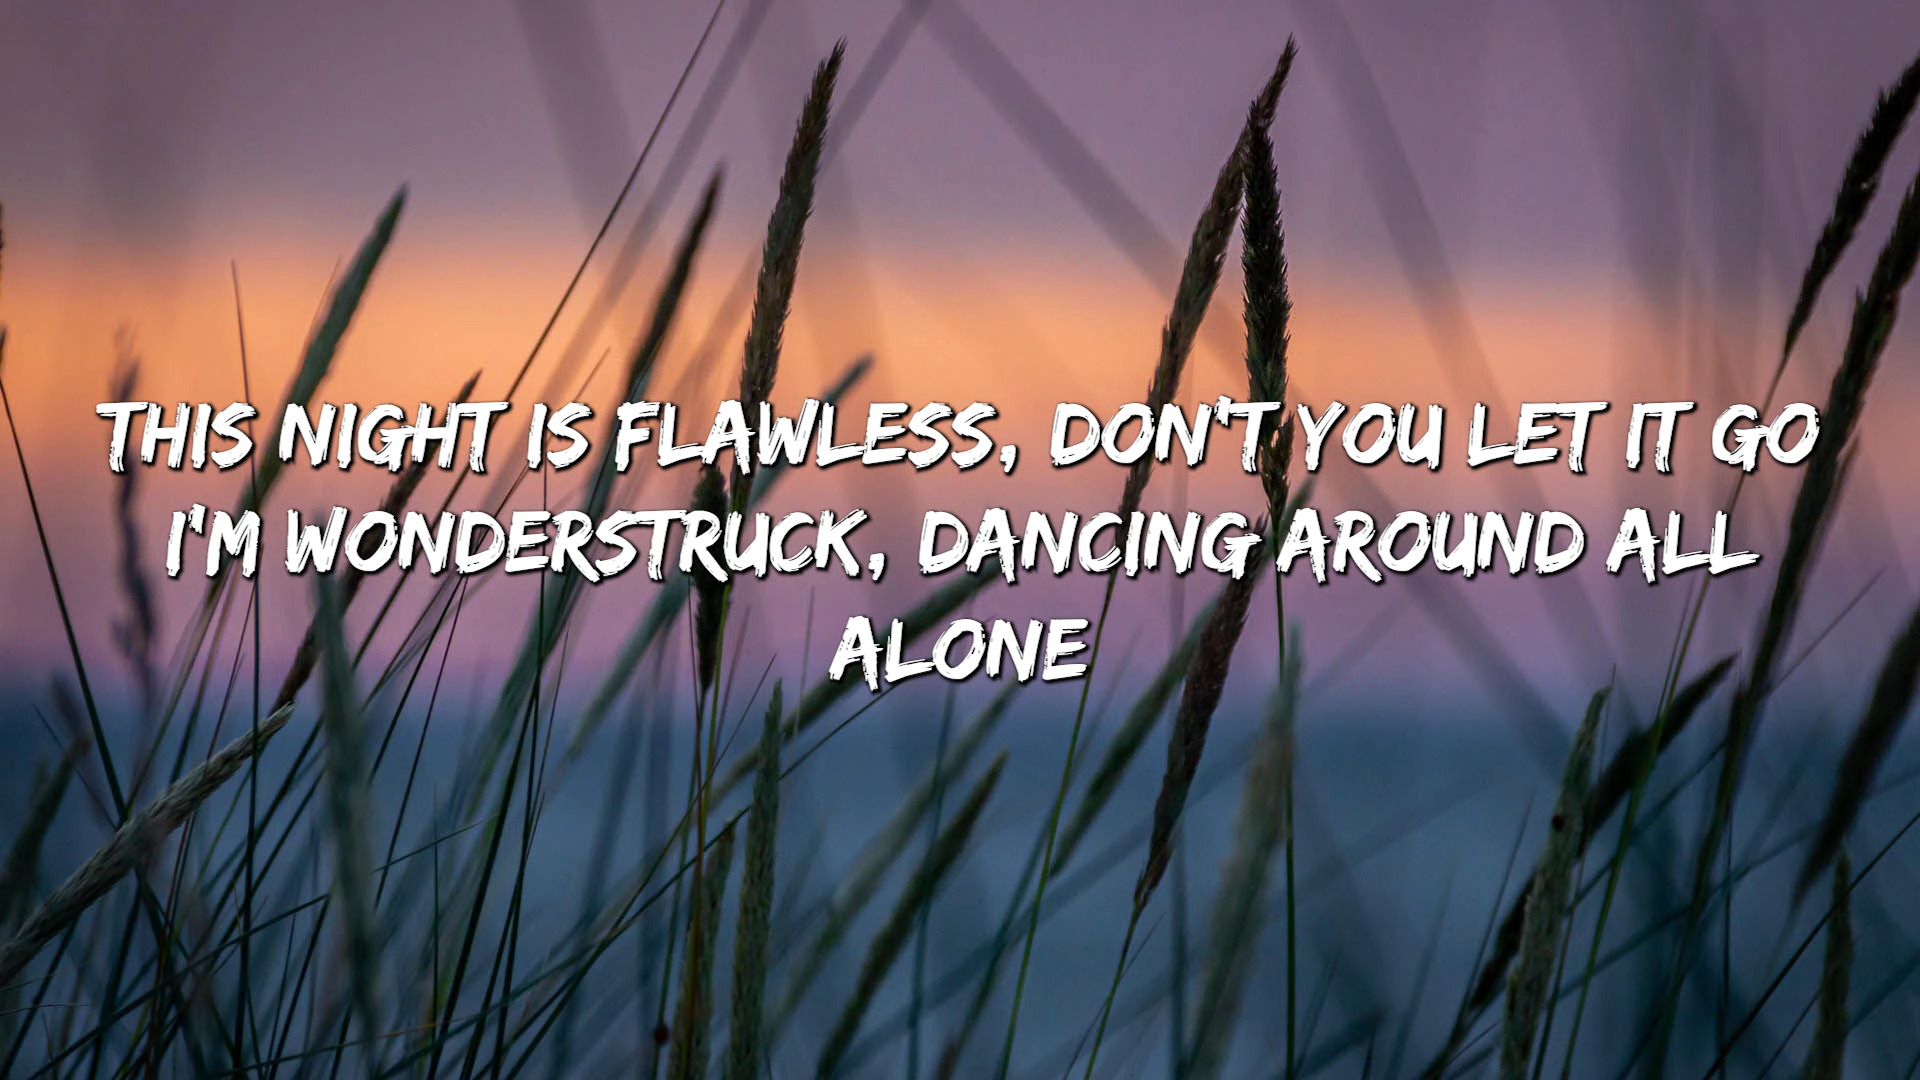 THIS NIGHT IS FLAWLESS, DON'T YOU LET IT GO
I'M WONDERSTRUCK, DANCING AROUND ALL
ALONE